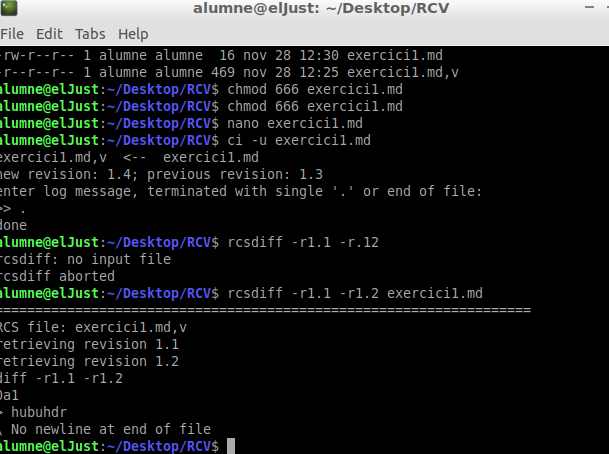 alumne@elJust: ~/Desktop/RCV
File Edit Tabs Help
-rw-r--r-- 1 alumne alumne  16 nov 28 12:30 exercici1.md
-r--r--r-- 1 alumne alumne 469 nov 28 12:25 exercici1.md,v
alumne@elJust:~/Desktop/RCV$ chmod 666 exercici1.md
alumne@elJust:~/Desktop/RCV$ chmod 666 exercici1.md
alumne@elJust:~/Desktop/RCV$ nano exercici1.md
alumne@elJust:~/Desktop/RCV$ ci -u exercici1.md
exercici1.md,v  <--  exercici1.md
new revision: 1.4; previous revision: 1.3
enter log message, terminated with single '.' or end of file:
>> .
done
alumne@elJust:~/Desktop/RCV$ rcsdiff -r1.1 -r.12
rcsdiff: no input file
rcsdiff aborted
alumne@elJust:~/Desktop/RCV$ rcsdiff -r1.1 -r1.2 exercici1.md
===================================================================
RCS file: exercici1.md,v
retrieving revision 1.1
retrieving revision 1.2
diff -r1.1 -r1.2
0a1
> hubuhdr
\ No newline at end of file
alumne@elJust:~/Desktop/RCV$